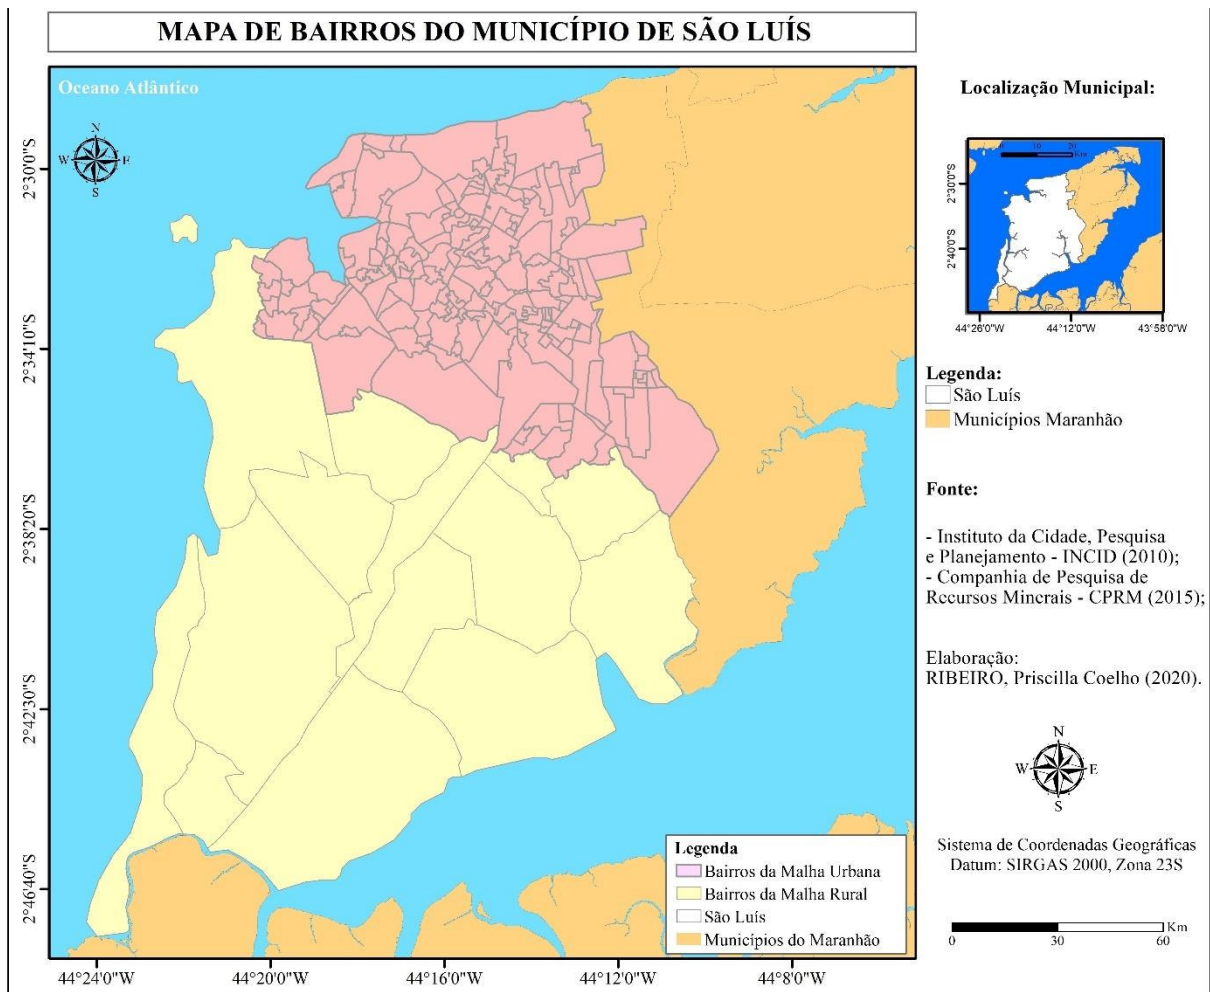 MAPA DE BAIRROS DO MUNICÍPIO DE SÃO LUÍS
Oceano Atlântico
N
W E
S
2°30'0"S
2°34'10"S
2°38'20"S
2°42'30"S
2°46'40"S
44°24'0"W 44°20'0"W 44°16'0"W 44°12'0"W 44°8'0"W
Legenda
Bairros da Malha Urbana
Bairros da Malha Rural
São Luís
Municípios do Maranhão
Localização Municipal:
0 10 20
Km
2°30'0"S
2°40'0"S
44°26'0"W 44°12'0"W 43°58'0"W
Legenda:
São Luís
Municípios Maranhão
Fonte:
- Instituto da Cidade, Pesquisa
e Planejamento - INCID (2010);
- Companhia de Pesquisa de
Recursos Minerais - CPRM (2015);
Elaboração:
RIBEIRO, Priscilla Coelho (2020).
N
W E
S
Sistema de Coordenadas Geográficas
Datum: SIRGAS 2000, Zona 23S
Km
0 30 60